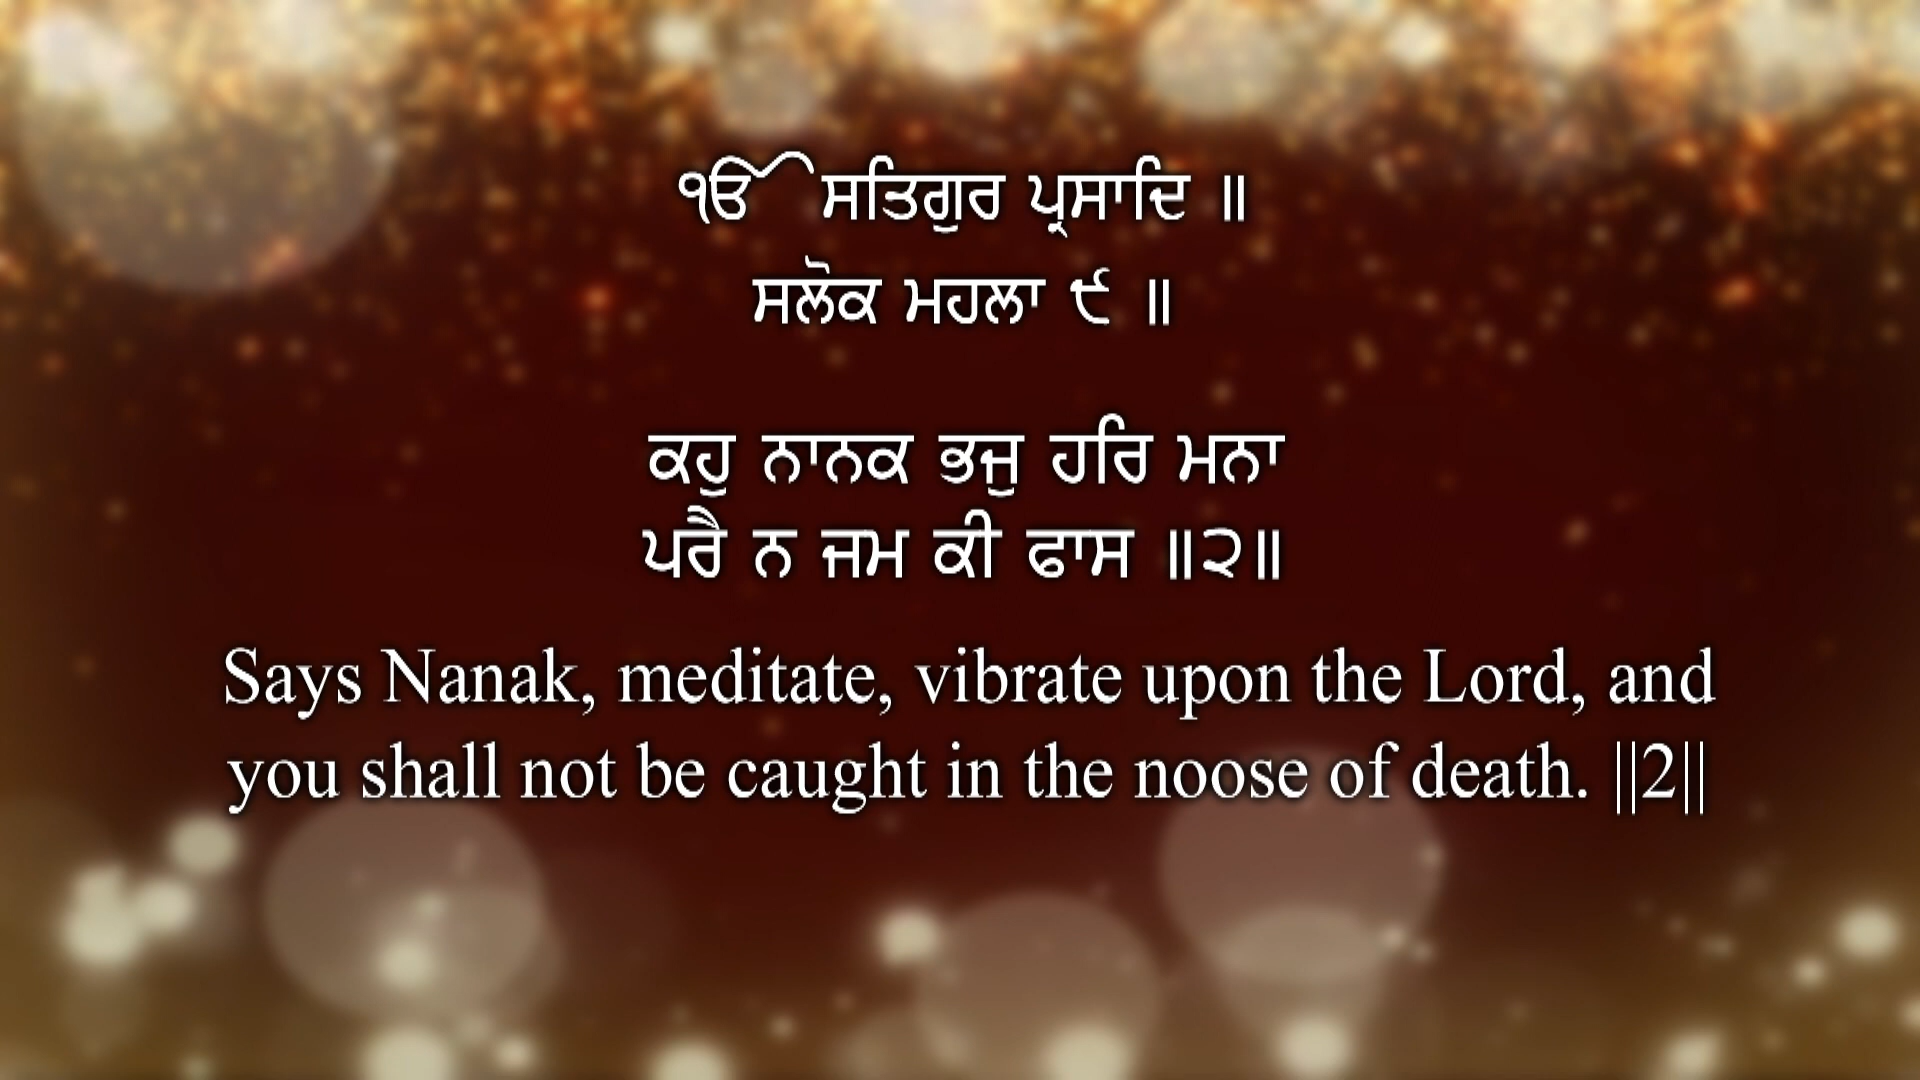 ੴ ਸਤਿਗੁਰ ਪ੍ਰਸਾਦਿ ॥
ਸਲੋਕ ਮਹਲਾ ੯ ॥
ਕਹੁ ਨਾਨਕ ਭਜੁ ਹਰਿ ਮਨਾ
ਪਰੈ ਨ ਜਮ ਕੀ ਫਾਸ ॥੨॥
Says Nanak, meditate, vibrate upon the Lord, and
you shall not be caught in the noose of death. ||2||